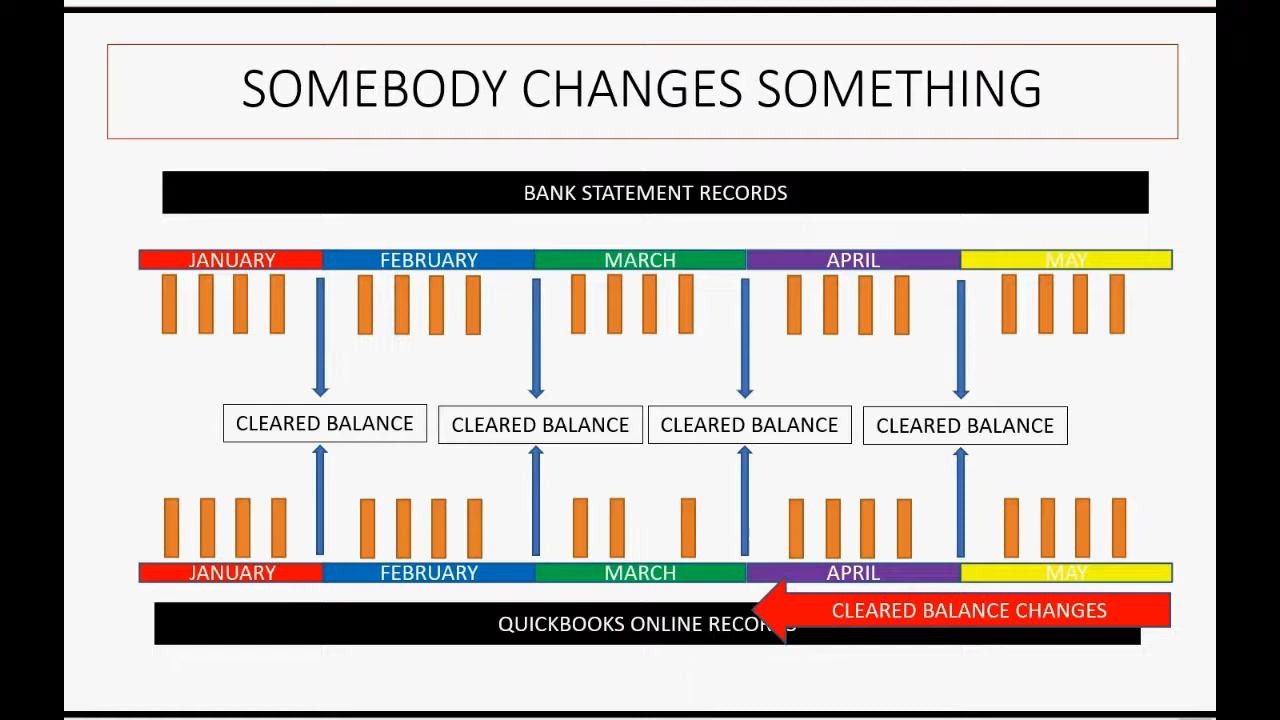 SOMEBODY CHANGES SOMETHING
BANK STATEMENT RECORDS
JANUARY FEBRUARY MARCH APRIL MAY
CLEARED BALANCE CLEARED BALANCE CLEARED BALANCE CLEARED BALANCE
JANUARY FEBRUARY MARCH APRIL MAY
CLEARED BALANCE CHANGES
QUICKBOOKS ONLINE RECORDS